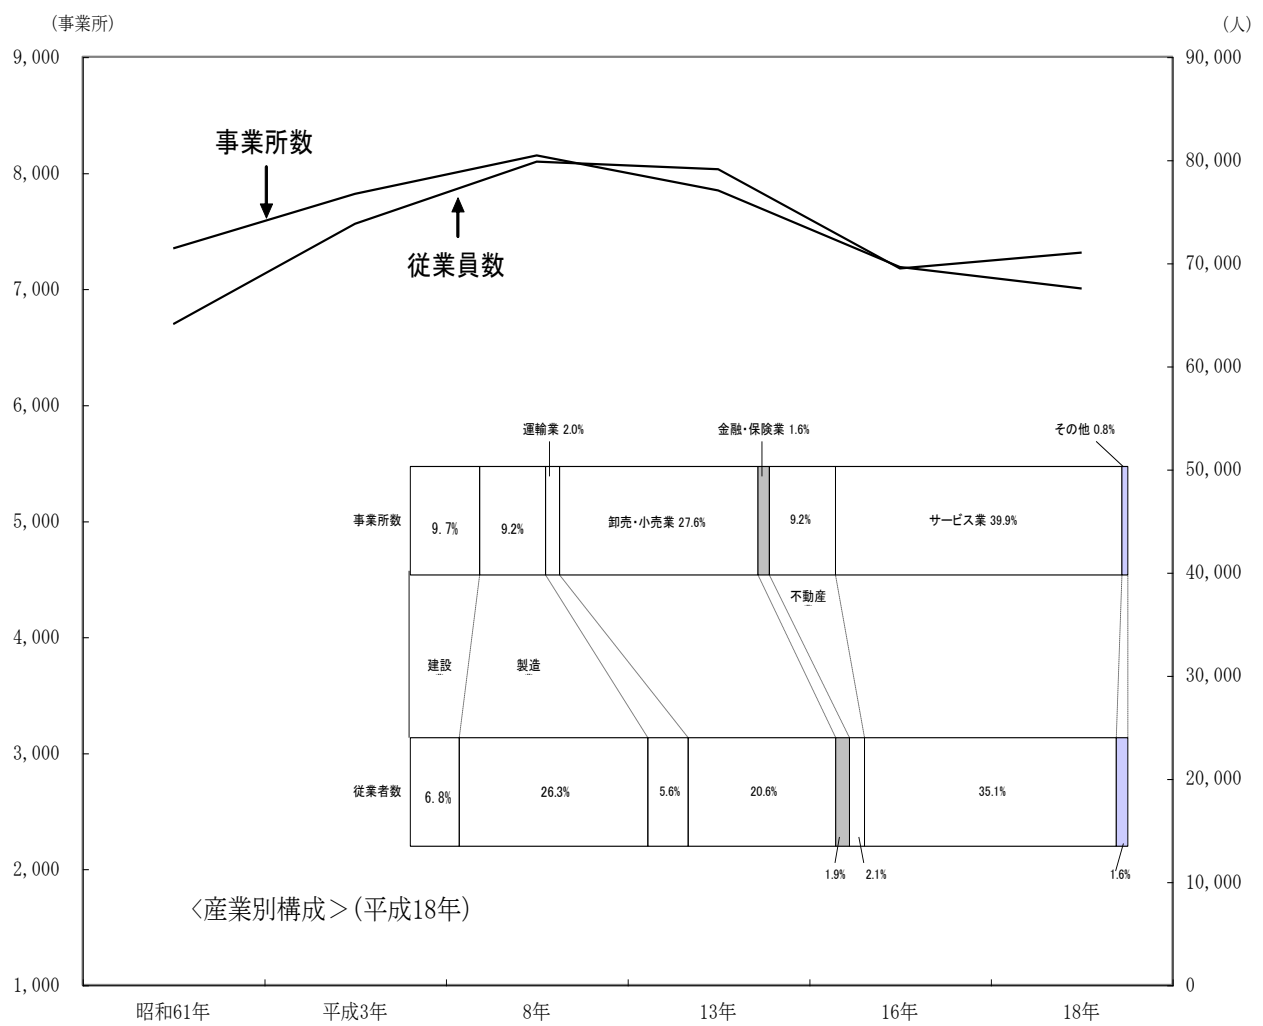 (事業所)
(人)
9,000
90,000
事業所数
8,000
80,000
従業員数
7,000
70,000
60,000
6,000
運輸業 2.0%
金融・保険業 1.6%
その他 0.8%
50,000
5,000
事業所数
9.7%
9.2%
卸売・小売業 27.6%
9.2%
サービス業 39.9%
40,000
不動産
4,000
建設
製造
30,000
3,000
20,000
従業者数
6.8%
26.3%
5.6%
20.6%
35.1%
2,000
1.9%
2.1%
1.6%
10,000
＜産業別構成＞(平成18年)
1,000
0
昭和61年
平成3年
8年
13年
16年
18年